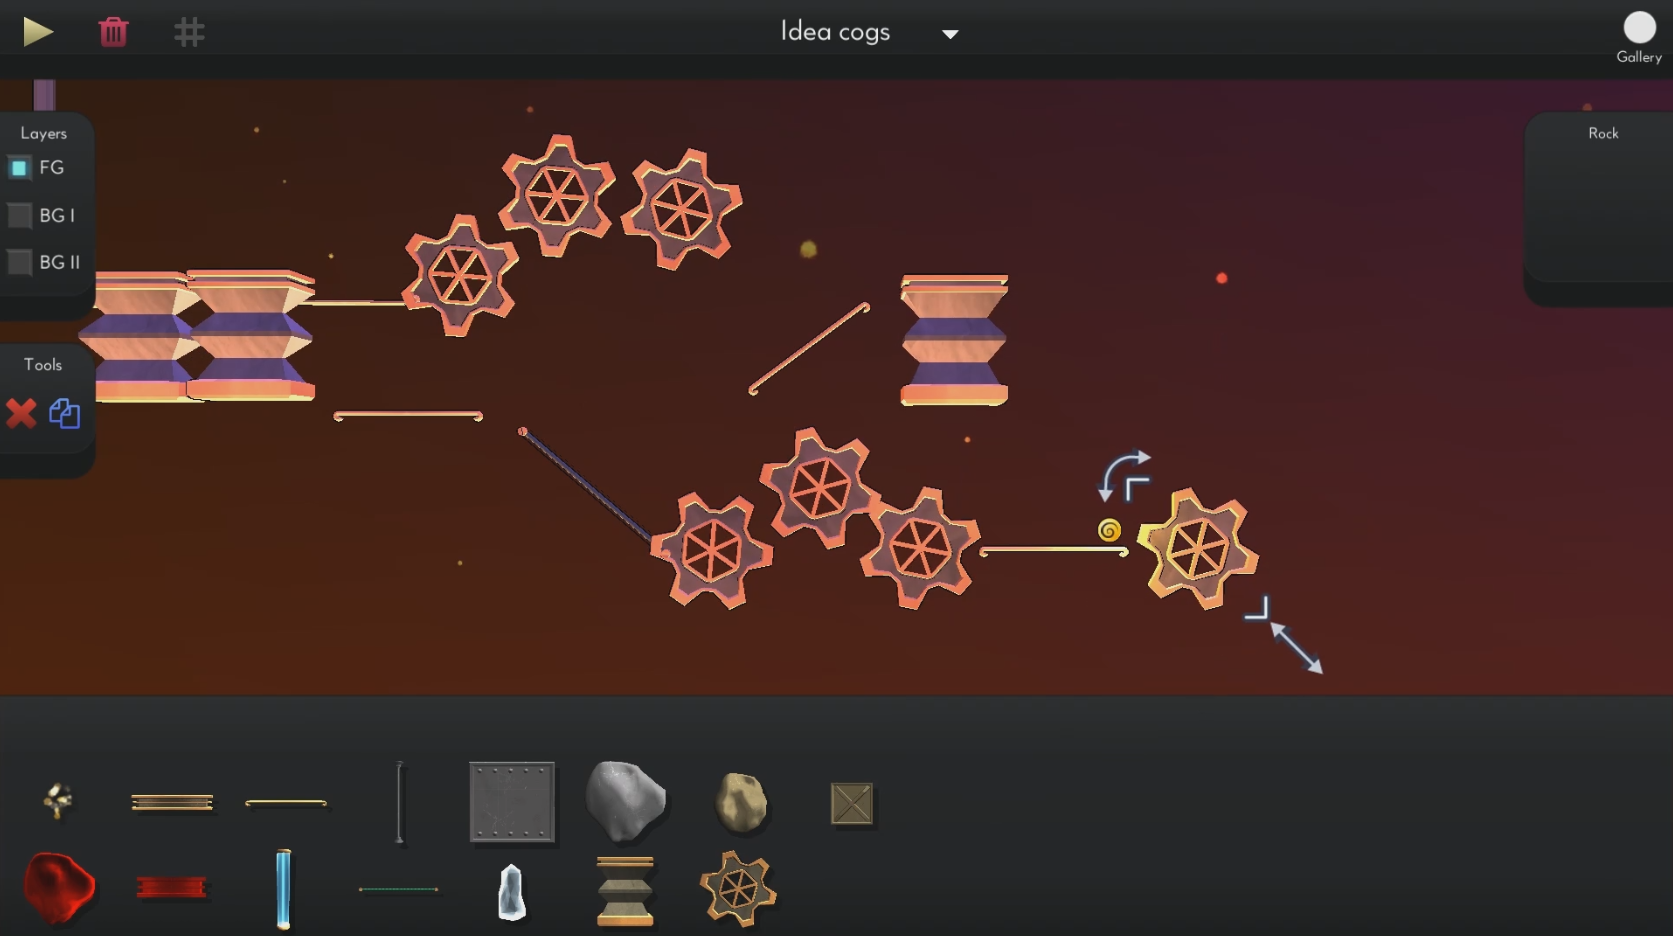 Idea cogs
Gallery
Layers
FG
BG I
BG II
Tools
Rock